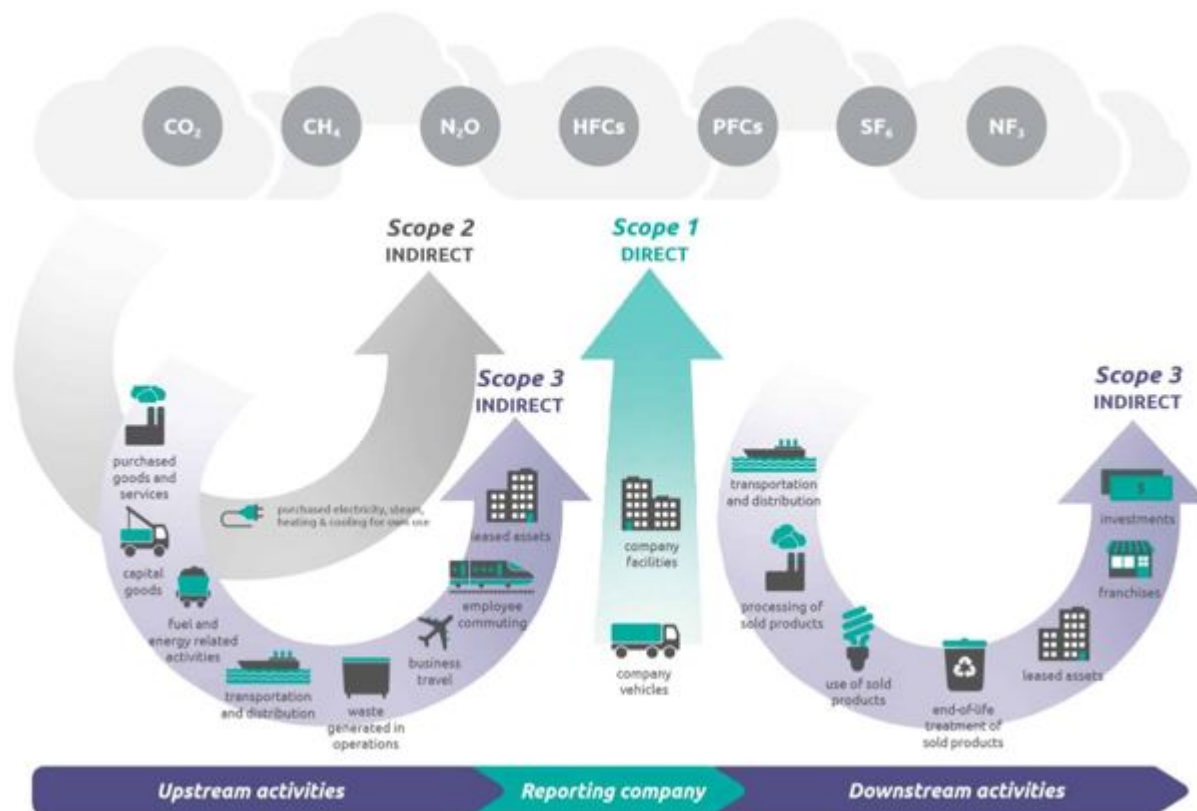 CO₂
CH₄
N₂O
HFCs
PFCs
SF₆
NF₃
Scope 2
INDIRECT
Scope 1
DIRECT
Scope 3
INDIRECT
Scope 3
INDIRECT
purchased
goods and
services
capital
goods
fuel and
energy related
activities
transportation
and distribution
waste
generated in
operations
business
travel
employee
commuting
leased assets
purchased electricity, steam,
heating & cooling for own use
company
facilities
company
vehicles
transportation
and distribution
processing of
sold products
use of sold
products
end-of-life
treatment of
sold products
leased assets
franchises
$
investments
Upstream activities
Reporting company
Downstream activities